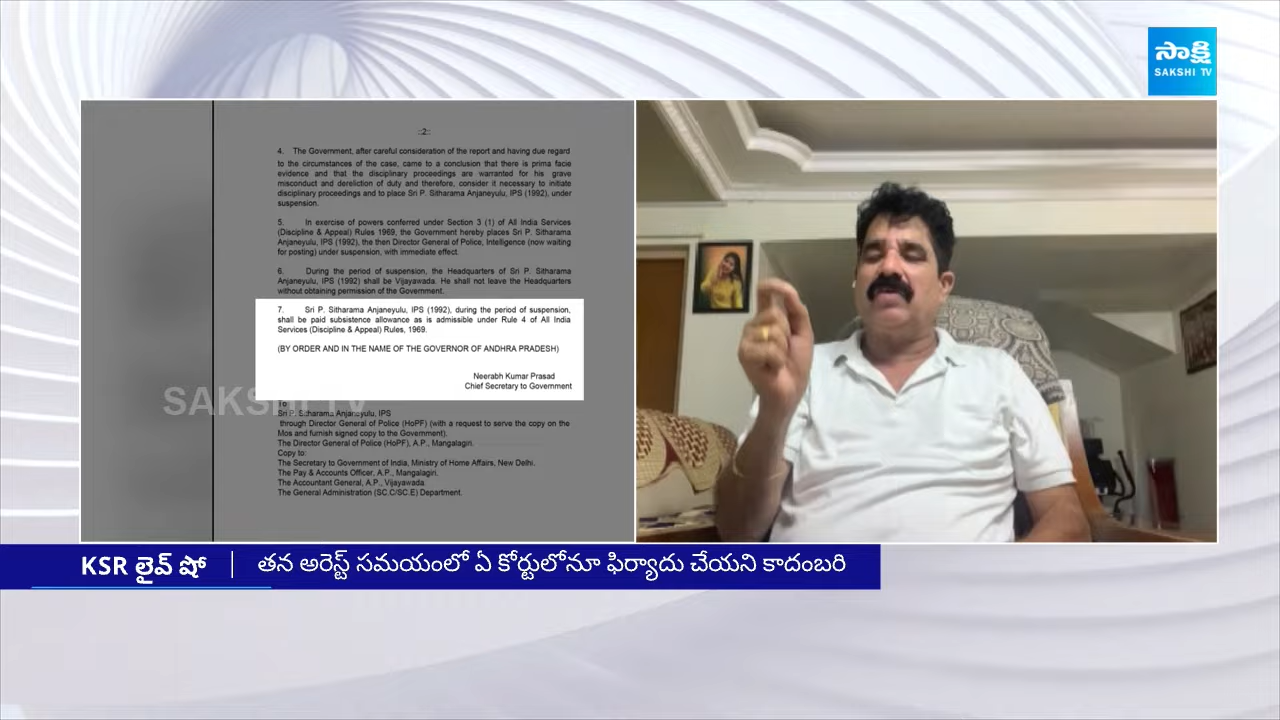 సాక్షి
SAKSHI TV
::2::
4. The Government, after careful consideration of the report and having due regard
to the circumstances of the case, came to a conclusion that there is prima facie
evidence and that the disciplinary proceedings are warranted for his grave
misconduct and dereliction of duty and therefore, consider it necessary to initiate
disciplinary proceedings and to place Sri P. Sitharama Anjaneyulu, IPS (1992), under
suspension.
5. In exercise of powers conferred under Section 3 (1) of All India Services
(Discipline & Appeal) Rules 1969, the Government hereby places Sri P. Sitharama
Anjaneyulu, IPS (1992), the then Director General of Police, Intelligence (now waiting
for posting) under suspension, with immediate effect.
6. During the period of suspension, the Headquarters of Sri P. Sitharama
Anjaneyulu, IPS (1992) shall be Vijayawada. He shall not leave the Headquarters
without obtaining permission of the Government.
7. Sri P. Sitharama Anjaneyulu, IPS (1992), during the period of suspension,
shall be paid subsistence allowance as is admissible under Rule 4 of All India
Services (Discipline & Appeal) Rules, 1969.
(BY ORDER AND IN THE NAME OF THE GOVERNOR OF ANDHRA PRADESH)
Neerabh Kumar Prasad
Chief Secretary to Government
SAKSHI TV
To
Sri P. Sitharama Anjaneyulu, IPS
through Director General of Police (HoPF) (with a request to serve the copy on the
Mos and furnish signed copy to the Government).
The Director General of Police (HoPF), A.P., Mangalagiri.
Copy to:
The Secretary to Government of India, Ministry of Home Affairs, New Delhi.
The Pay & Accounts Officer, A.P., Mangalagiri.
The Accountant General, A.P., Vijayawada.
The General Administration (SC.C/SC.E) Department.
KSR లైవ్ షో తన అరెస్ట్ సమయంలో ఏ కోర్టులోనూ ఫిర్యాదు చేయని కాదంబరి